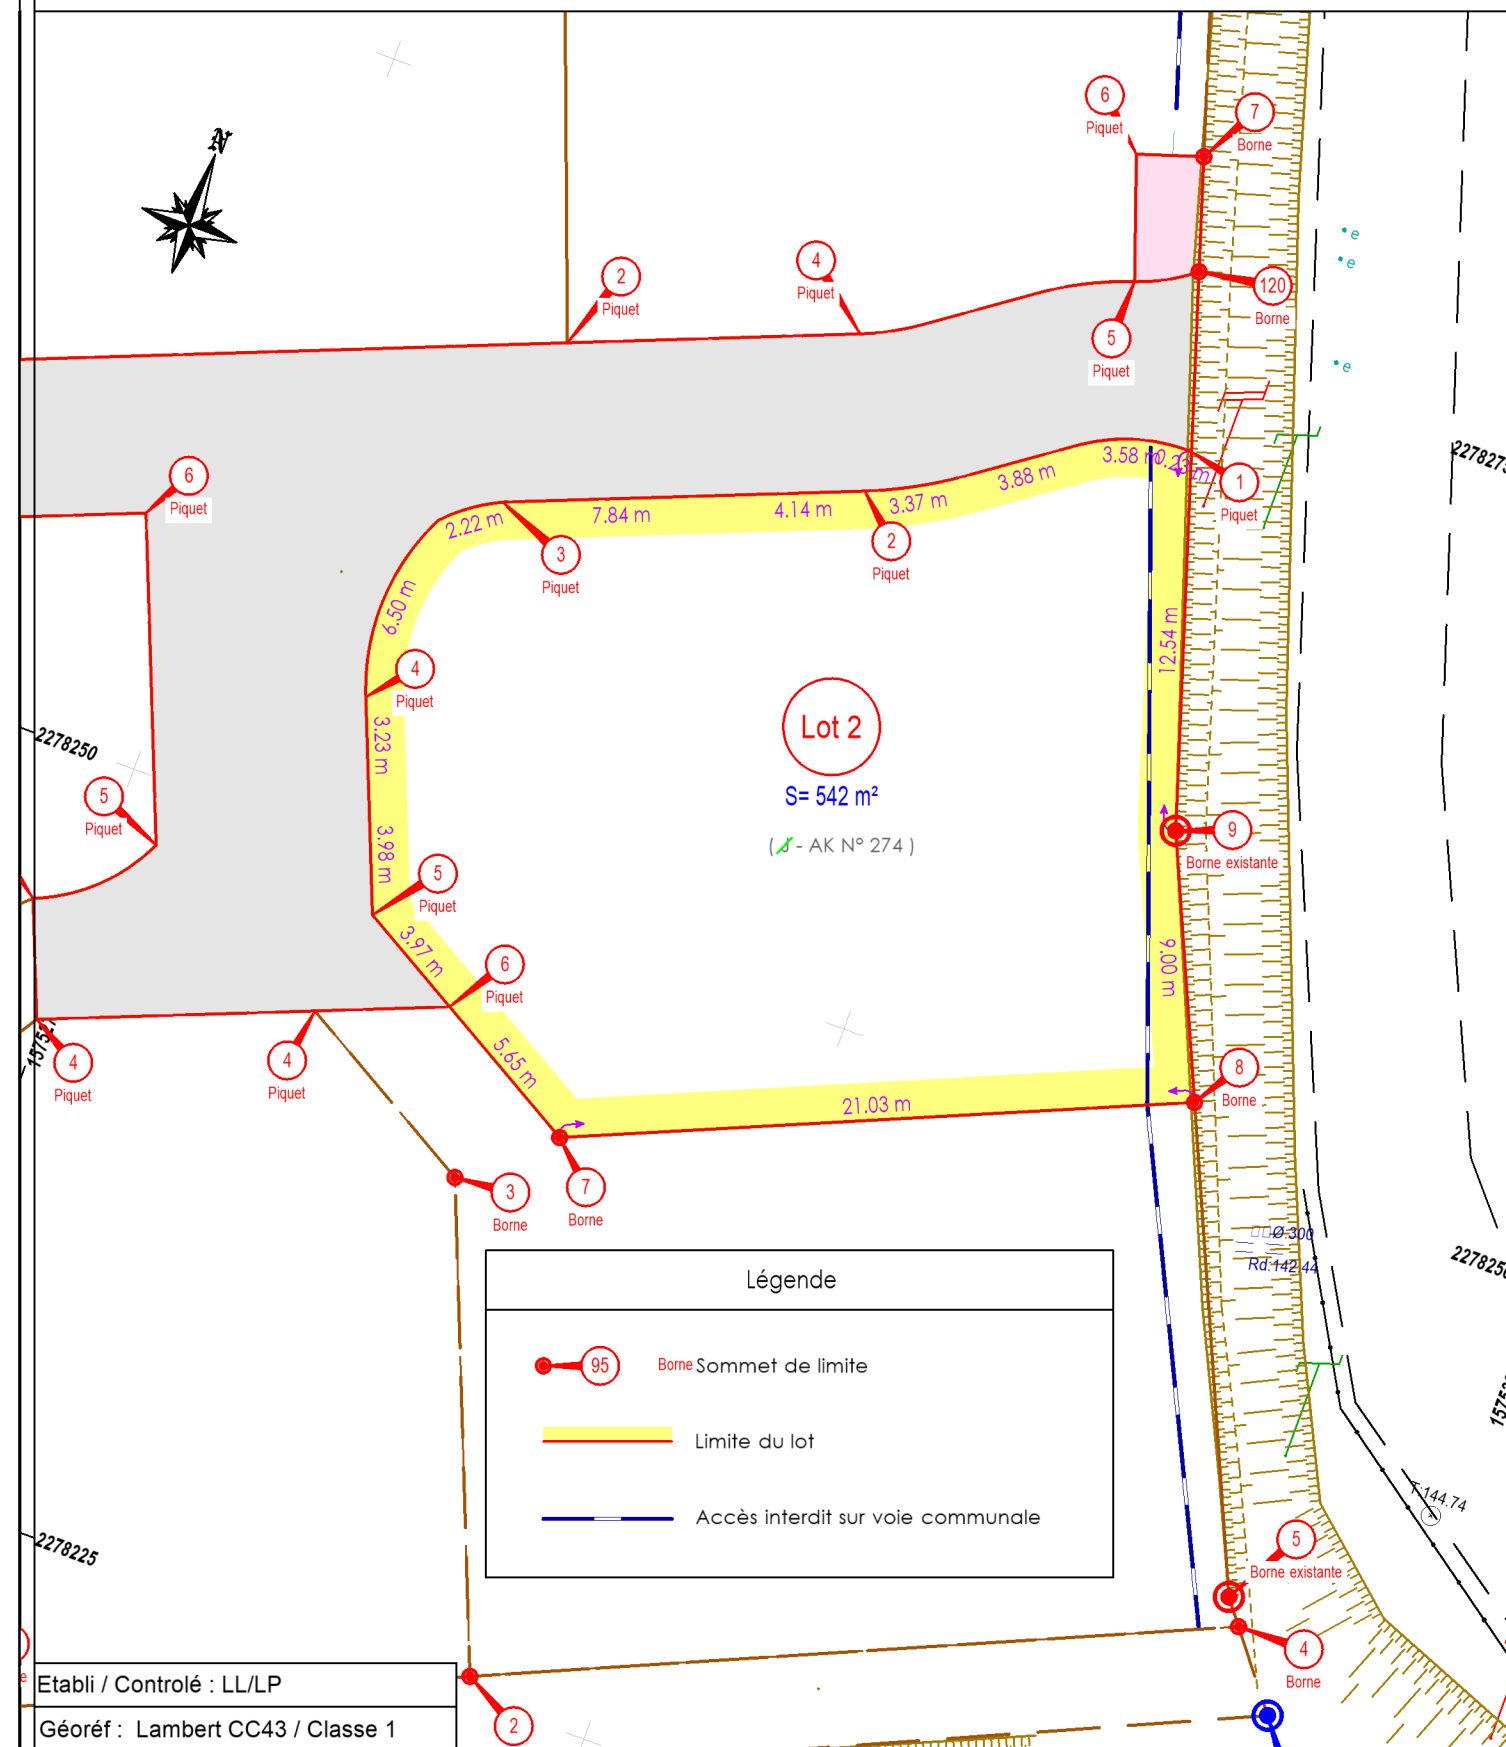 N
6
Piquet
7
Borne
2
Piquet
4
Piquet
120
Borne
5
Piquet
e
e
e
6
Piquet
3.58 m
0.23 m
1
Piquet
2278275
2.22 m
7.84 m
4.14 m
3.37 m
3.88 m
3
Piquet
2
Piquet
6.50 m
4
Piquet
12.54 m
Lot 2
S= 542 m²
- AK N° 274 )
2278250
3.23 m
5
Piquet
3.98 m
9
Borne existante
5
Piquet
3.97 m
6
Piquet
9.00 m
5.65 m
21.03 m
8
Borne
4
Piquet
4
Piquet
3
Borne
7
Borne
Ø.300
Rd:142.44
2278250
Légende
95
Borne
Sommet de limite
Limite du lot
Accès interdit sur voie communale
T:144.74
2278225
5
Borne existante
4
Borne
2
Etabli / Controlé : LL/LP
Géoréf : Lambert CC43 / Classe 1